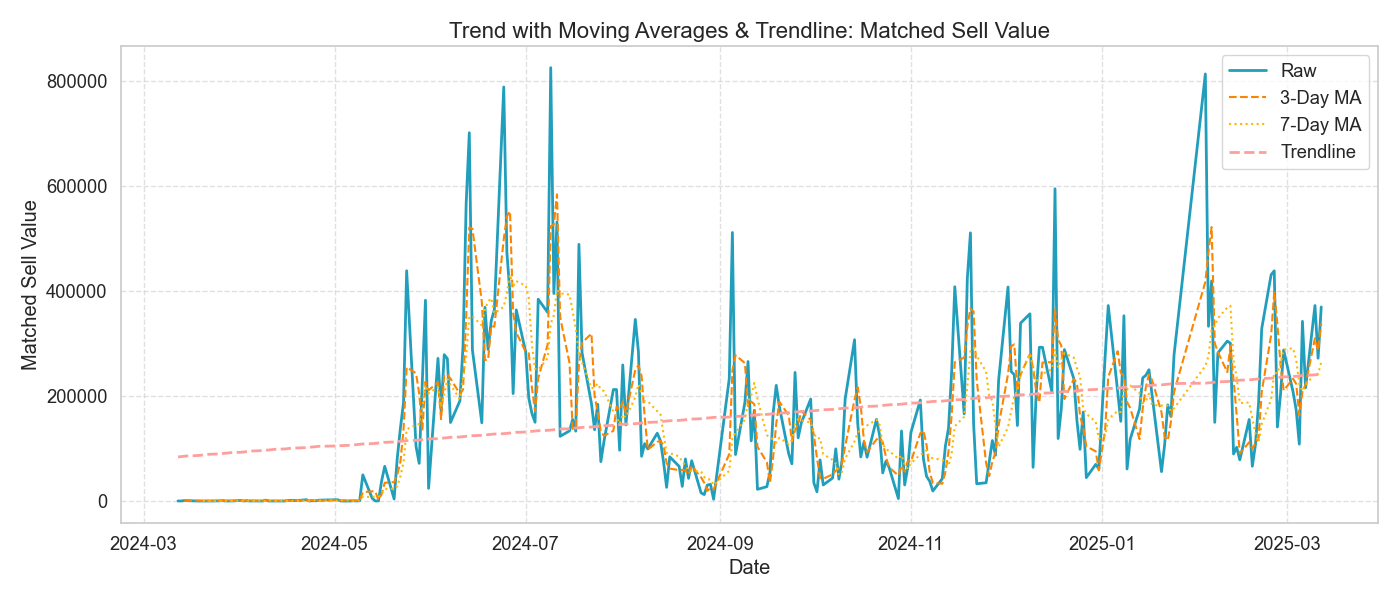 Trend with Moving Averages & Trendline: Matched Sell Value
Raw
3-Day MA
7-Day MA
Trendline
Matched Sell Value
800000
600000
400000
200000
0
2024-03
2024-05
2024-07
2024-09
2024-11
2025-01
2025-03
Date